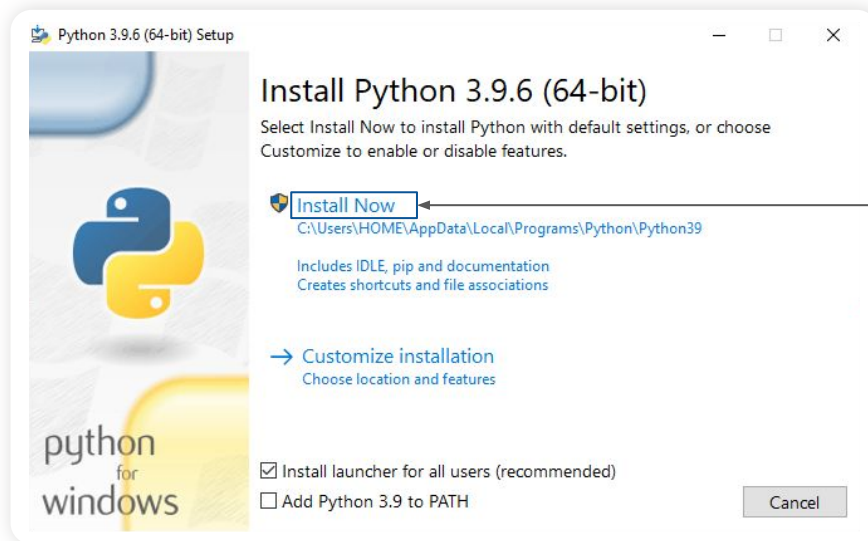 Python 3.9.6 (64-bit) Setup
Install Python 3.9.6 (64-bit)
Select Install Now to install Python with default settings, or choose
Customize to enable or disable features.
Install Now
C:\Users\HOME\AppData\Local\Programs\Python\Python39
Includes IDLE, pip and documentation
Creates shortcuts and file associations
Customize installation
Choose location and features
python
for
windows
Install launcher for all users (recommended)
Add Python 3.9 to PATH
Cancel